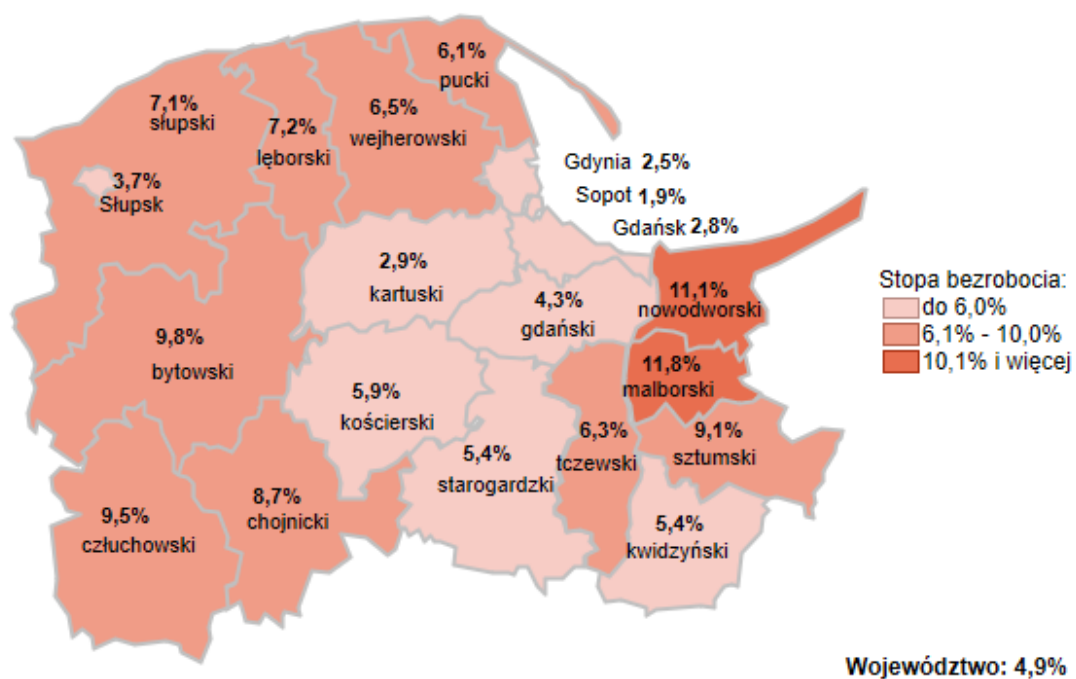 6,1%
pucki
7,1%
słupski
6,5%
wejherowski
7,2%
lęborski
Gdynia 2,5%
3,7%
Słupsk
Sopot 1,9%
Gdańsk 2,8%
2,9%
kartuski
4,3%
gdański
11,1%
nowodworski
Stopa bezrobocia:
do 6,0%
6,1% - 10,0%
10,1% i więcej
9,8%
bytowski
11,8%
malborski
5,9%
kościerski
6,3%
tczewski
9,1%
sztumski
5,4%
starogardzki
8,7%
chojnicki
9,5%
człuchowski
5,4%
kwidzyński
Województwo: 4,9%